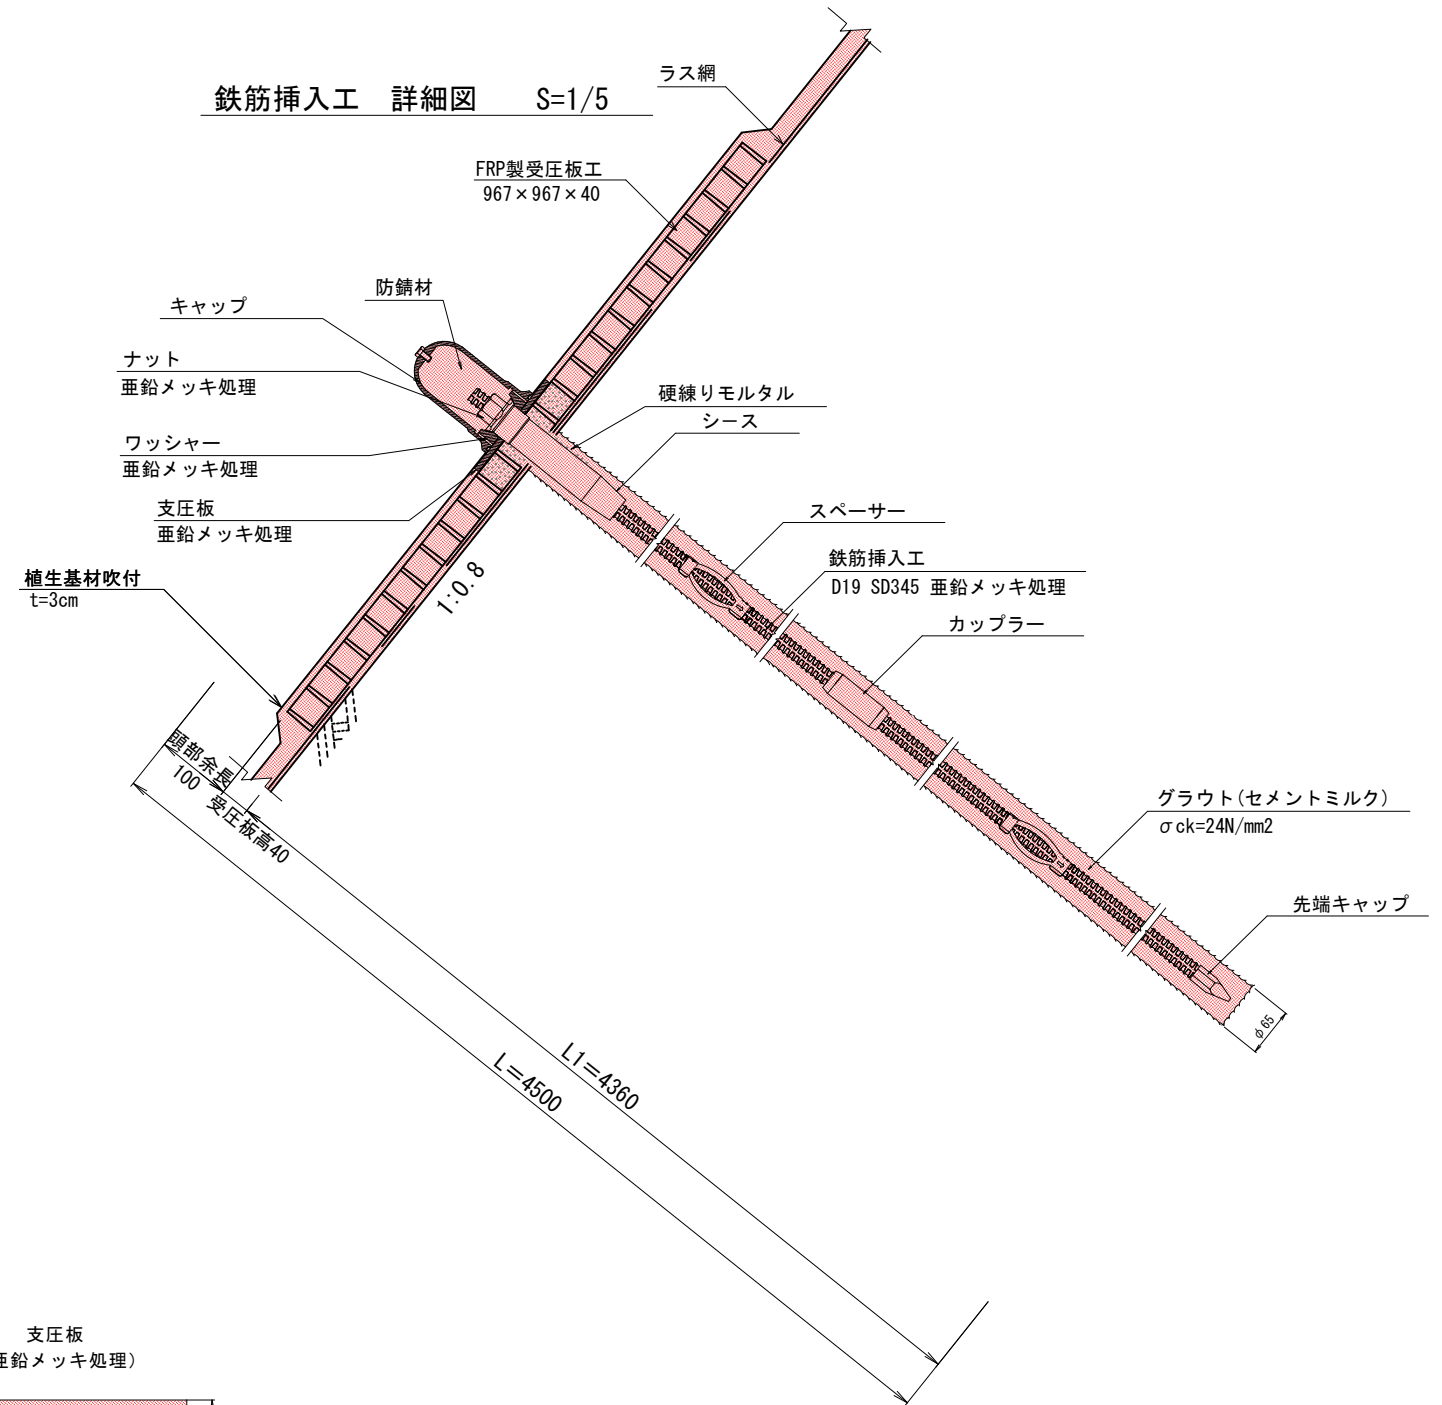 鉄筋挿入工　詳細図　　S=1/5
ラス網
FRP製受圧板工
967×967×40
防錆材
キャップ
ナット
亜鉛メッキ処理
硬練りモルタル
シース
ワッシャー
亜鉛メッキ処理
支圧板
亜鉛メッキ処理
スペーサー
鉄筋挿入工
D19 SD345 亜鉛メッキ処理
植生基材吹付
t=3cm
1:0.8
カップラー
頭部余長
100
受圧板高40
グラウト(セメントミルク)
σck=24N/mm2
先端キャップ
φ65
L1=4360
L=4500
支圧板
亜鉛メッキ処理)